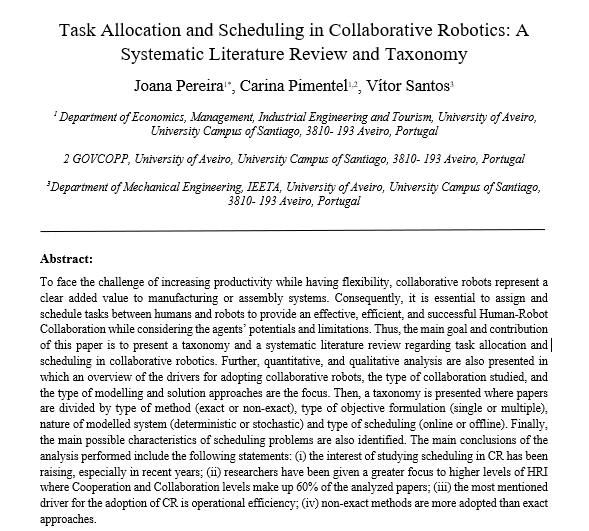 Task Allocation and Scheduling in Collaborative Robotics: A
Systematic Literature Review and Taxonomy
Joana Pereira¹*, Carina Pimentel¹,², Vítor Santos³
¹ Department of Economics, Management, Industrial Engineering and Tourism, University of Aveiro,
University Campus of Santiago, 3810- 193 Aveiro, Portugal
2 GOVCOPP, University of Aveiro, University Campus of Santiago, 3810- 193 Aveiro, Portugal
³Department of Mechanical Engineering, IEETA, University of Aveiro, University Campus of Santiago,
3810- 193 Aveiro, Portugal
Abstract:
To face the challenge of increasing productivity while having flexibility, collaborative robots represent a
clear added value to manufacturing or assembly systems. Consequently, it is essential to assign and
schedule tasks between humans and robots to provide an effective, efficient, and successful Human-Robot
Collaboration while considering the agents' potentials and limitations. Thus, the main goal and contribution
of this paper is to present a taxonomy and a systematic literature review regarding task allocation and
scheduling in collaborative robotics. Further, quantitative, and qualitative analysis are also presented in
which an overview of the drivers for adopting collaborative robots, the type of collaboration studied, and
the type of modelling and solution approaches are the focus. Then, a taxonomy is presented where papers
are divided by type of method (exact or non-exact), type of objective formulation (single or multiple),
nature of modelled system (deterministic or stochastic) and type of scheduling (online or offline). Finally,
the main possible characteristics of scheduling problems are also identified. The main conclusions of the
analysis performed include the following statements: (i) the interest of studying scheduling in CR has been
raising, especially in recent years; (ii) researchers have been given a greater focus to higher levels of HRI
where Cooperation and Collaboration levels make up 60% of the analyzed papers; (iii) the most mentioned
driver for the adoption of CR is operational efficiency; (iv) non-exact methods are more adopted than exact
approaches.